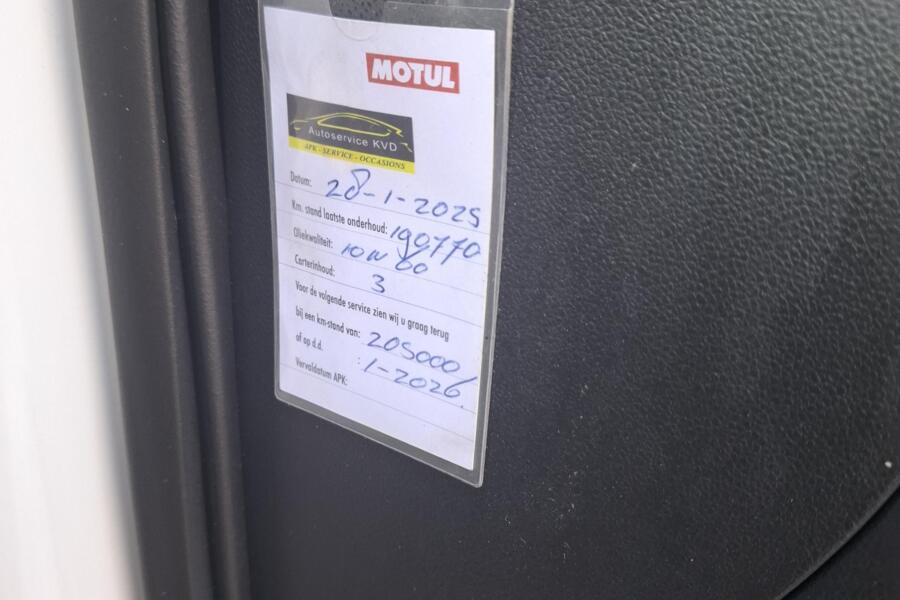 MOTUL
Autoservice KVD
APK - SERVICE - OCCASIONS
Datum: 28-1-2025
Km. stand laatste onderhoud: 190770
Oliekwaliteit: 10W60
Carterinhoud: 3
Voor de volgende service zien wij u graag terug
bij een km-stand van: 205000
of op d.d. 1-2026
Vervaldatum APK: